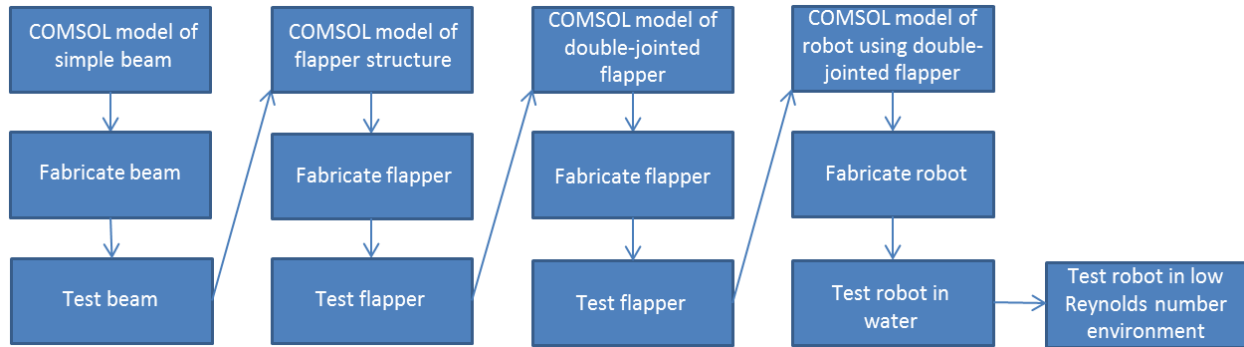 COMSOL model of
simple beam
Fabricate beam
Test beam
COMSOL model of
flapper structure
Fabricate flapper
Test flapper
COMSOL model of
double-jointed
flapper
Fabricate flapper
Test flapper
COMSOL model of
robot using double-
jointed flapper
Fabricate robot
Test robot in
water
Test robot in low
Reynolds number
environment